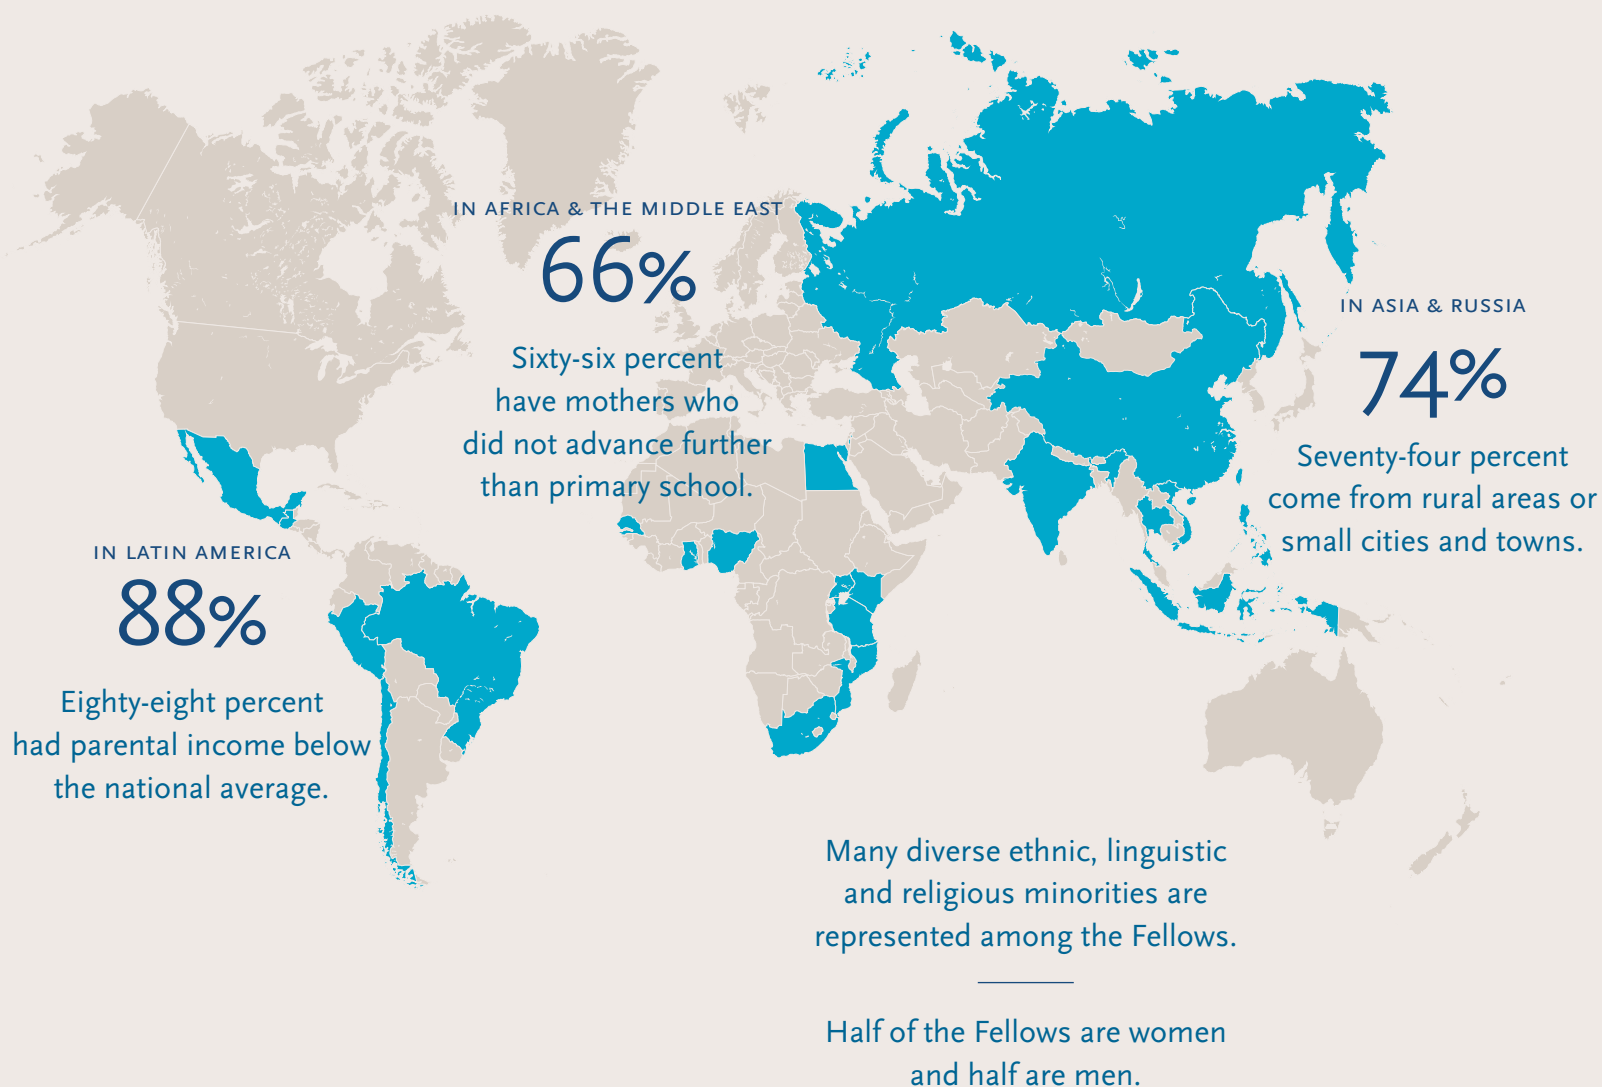 IN AFRICA & THE MIDDLE EAST
66%
Sixty-six percent
have mothers who
did not advance further
than primary school.
IN ASIA & RUSSIA
74%
Seventy-four percent
come from rural areas or
small cities and towns.
IN LATIN AMERICA
88%
Eighty-eight percent
had parental income below
the national average.
Many diverse ethnic, linguistic
and religious minorities are
represented among the Fellows.
Half of the Fellows are women
and half are men.